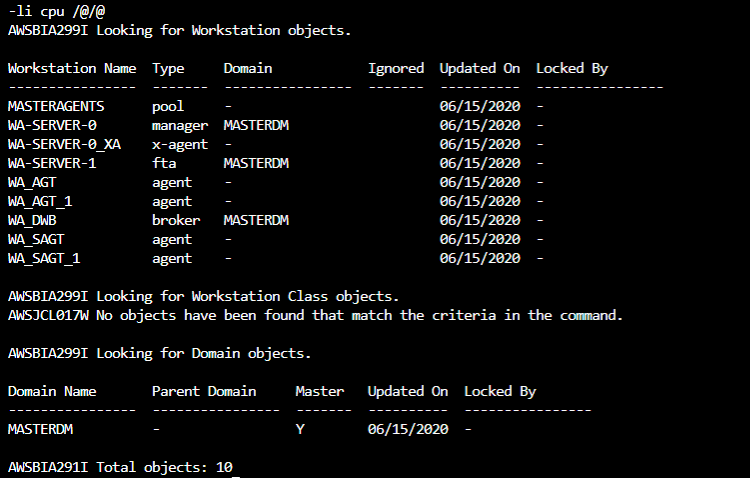 -li cpu /@/@
AWSBIA299I Looking for Workstation objects.
Workstation Name  Type    Domain           Ignored Updated On Locked By
----------------  ------- ---------------- ------- ---------- ----------------
MASTERAGENTS      pool    -                        06/15/2020 -
WA-SERVER-0       manager MASTERDM                 06/15/2020 -
WA-SERVER-0_XA    x-agent -                        06/15/2020 -
WA-SERVER-1       fta     MASTERDM                 06/15/2020 -
WA_AGT            agent   -                        06/15/2020 -
WA_AGT_1          agent   -                        06/15/2020 -
WA_DWB            broker  MASTERDM                 06/15/2020 -
WA_SAGT           agent   -                        06/15/2020 -
WA_SAGT_1         agent   -                        06/15/2020 -
AWSBIA299I Looking for Workstation Class objects.
AWSJCL017W No objects have been found that match the criteria in the command.
AWSBIA299I Looking for Domain objects.
Domain Name       Parent Domain     Master  Updated On  Locked By
----------------  ----------------  ------- ----------  ----------------
MASTERDM          -                 Y       06/15/2020  -
AWSBIA291I Total objects: 10_